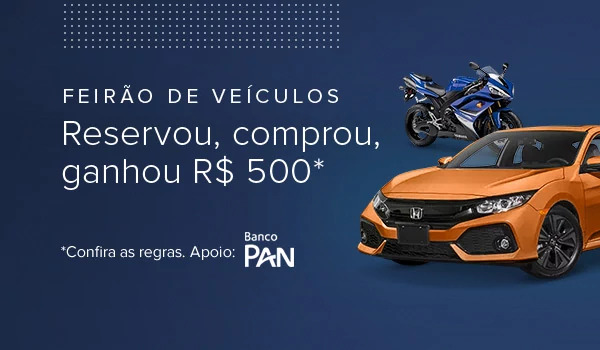 FEIRÃO DE VEÍCULOS
Reservou, comprou,
ganhou R$ 500*
*Confira as regras. Apoio: Banco PAN